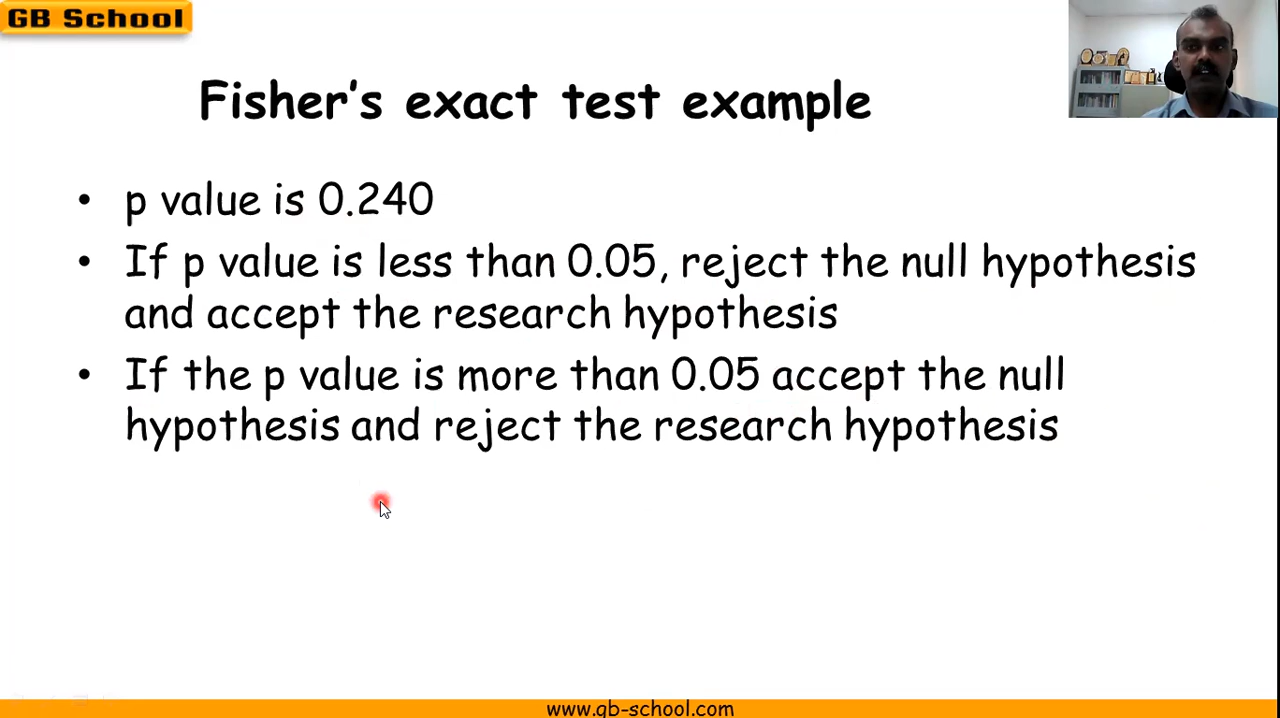 GB School
Fisher's exact test example
• p value is 0.240
• If p value is less than 0.05, reject the null hypothesis
and accept the research hypothesis
• If the p value is more than 0.05 accept the null
hypothesis and reject the research hypothesis
www.gb-school.com